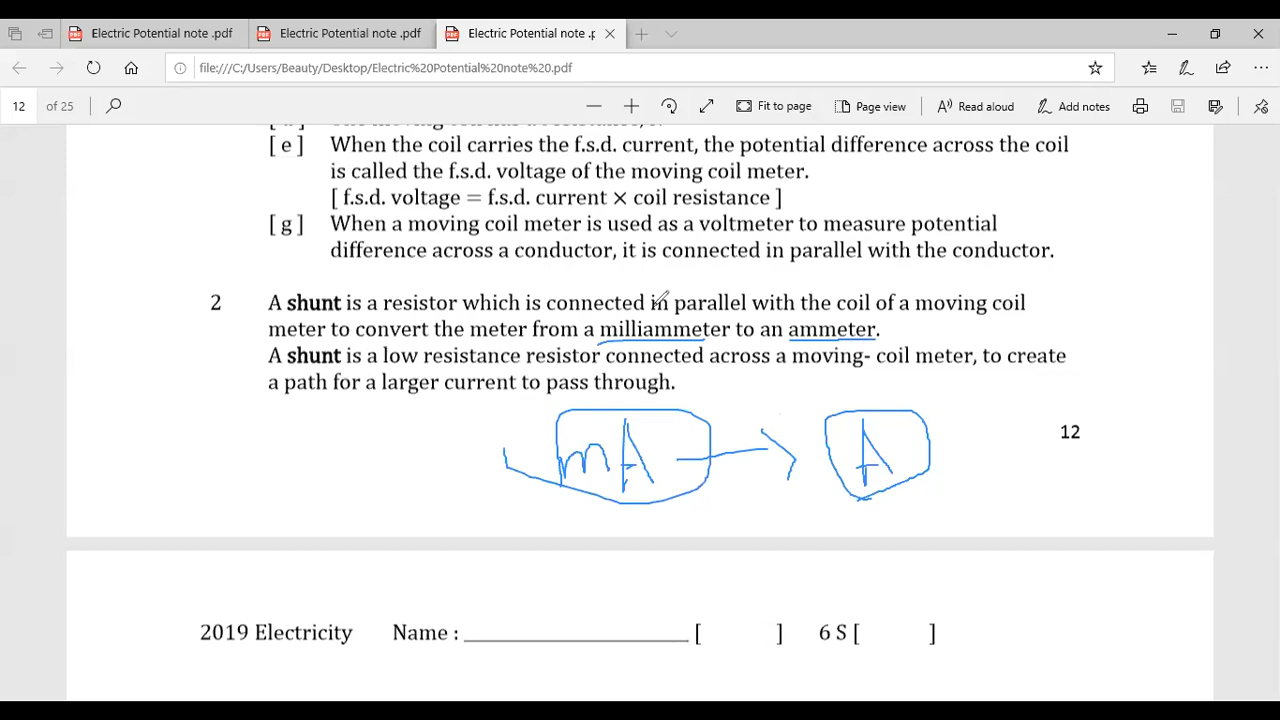 Electric Potential note .pdf
Electric Potential note .pdf
Electric Potential note .p
file:///C:/Users/Beauty/Desktop/Electric%20Potential%20note%20.pdf
12 of 25
Fit to page
Page view
Read aloud
Add notes
[ e ] When the coil carries the f.s.d. current, the potential difference across the coil
is called the f.s.d. voltage of the moving coil meter.
[ f.s.d. voltage = f.s.d. current × coil resistance ]
[ g ] When a moving coil meter is used as a voltmeter to measure potential
difference across a conductor, it is connected in parallel with the conductor.
2 A shunt is a resistor which is connected in parallel with the coil of a moving coil
meter to convert the meter from a milliammeter to an ammeter.
A shunt is a low resistance resistor connected across a moving- coil meter, to create
a path for a larger current to pass through.
mA A
12
2019 Electricity Name : ____________________ [ ] 6 S [ ]